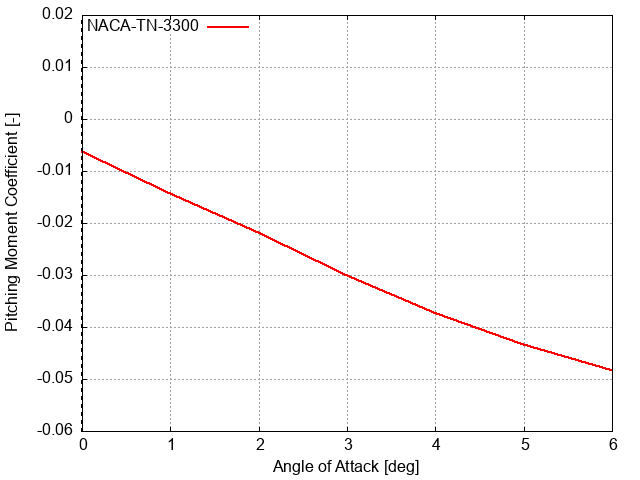 0.02
NACA-TN-3300
0.01
0
-0.01
-0.02
-0.03
-0.04
-0.05
-0.06
Pitching Moment Coefficient [-]
0 1 2 3 4 5 6
Angle of Attack [deg]